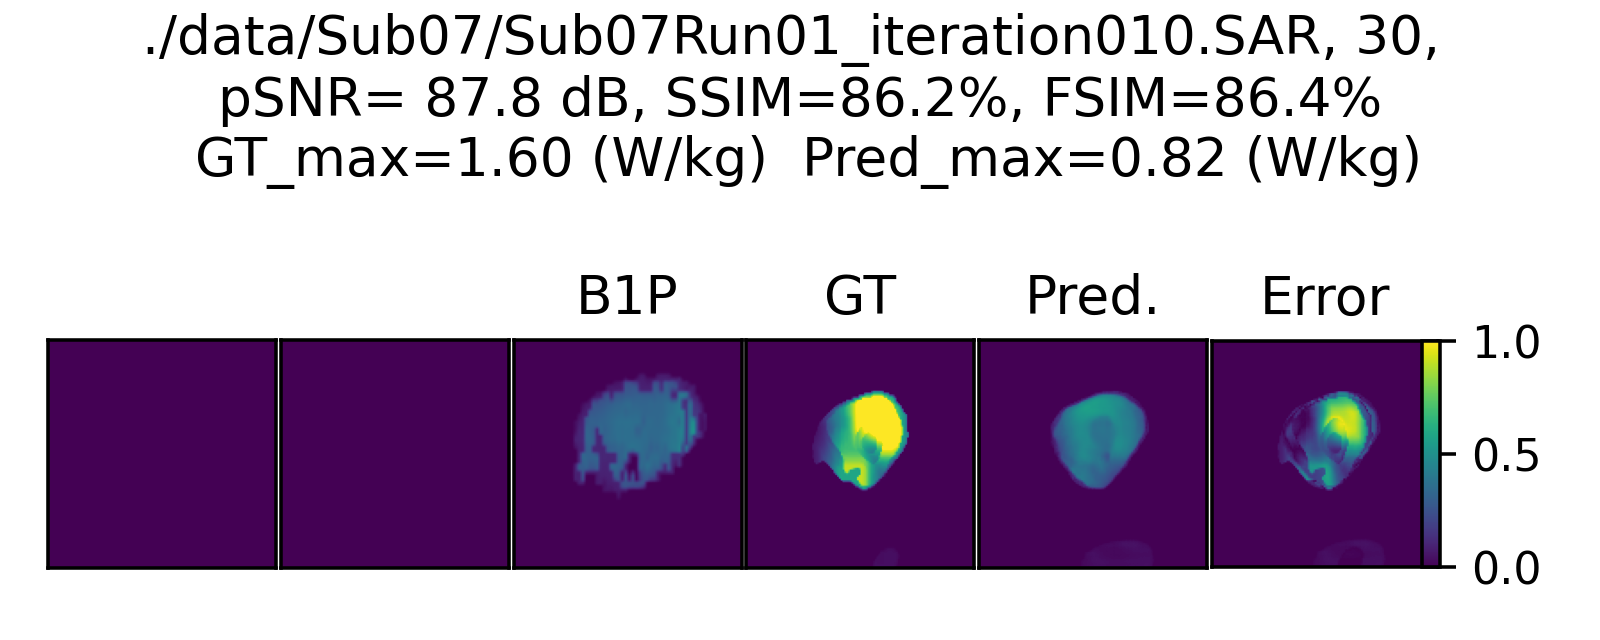 ./data/Sub07/Sub07Run01_iteration010.SAR, 30,
pSNR= 87.8 dB, SSIM=86.2%, FSIM=86.4%
GT_max=1.60 (W/kg)  Pred_max=0.82 (W/kg)
B1P GT Pred. Error
1.0
0.5
0.0